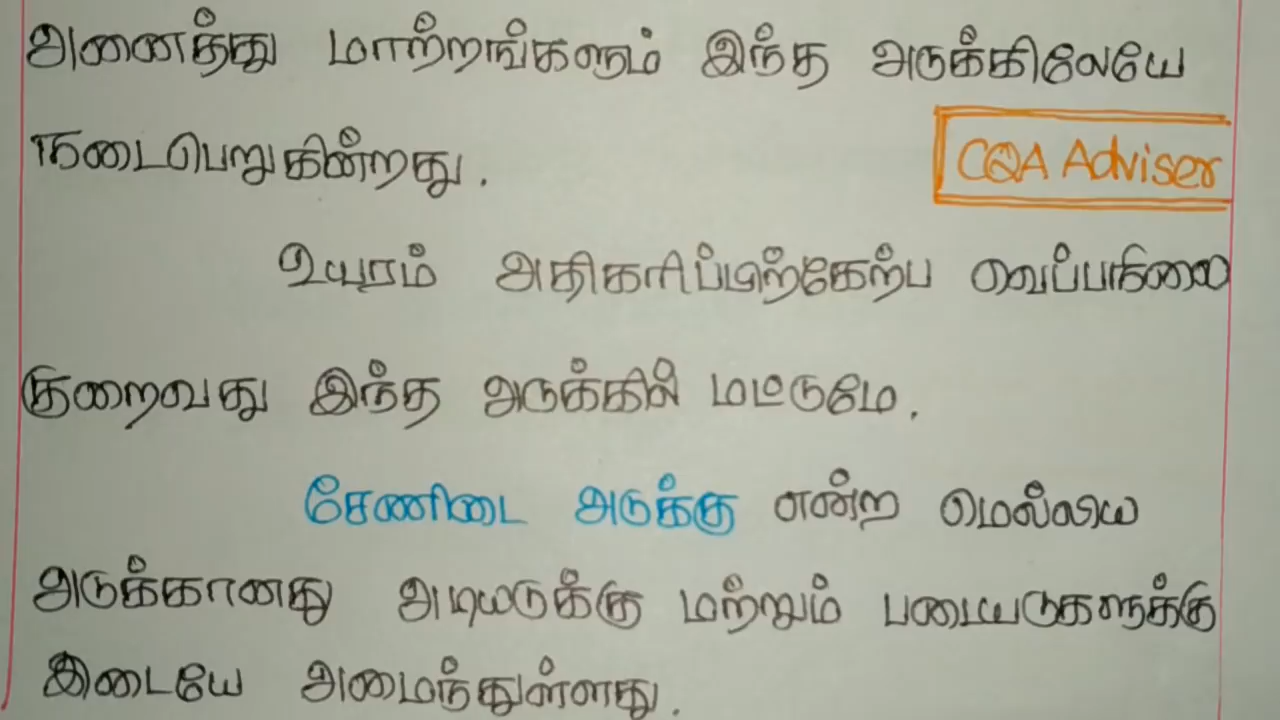 அனைத்து மாற்றங்களும் இந்த அடுக்கிலேயே
நடைபெறுகின்றது.
CQA Adviser
உயரம் அதிகரிப்பிற்கேற்ப வெப்பநிலை
குறைவது இந்த அடுக்கில் மட்டுமே.
சேணிடை அடுக்கு என்ற மெல்லிய
அடுக்கானது அடியடுக்கு மற்றும் படையடுகளுக்கு
இடையே அமைந்துள்ளது.